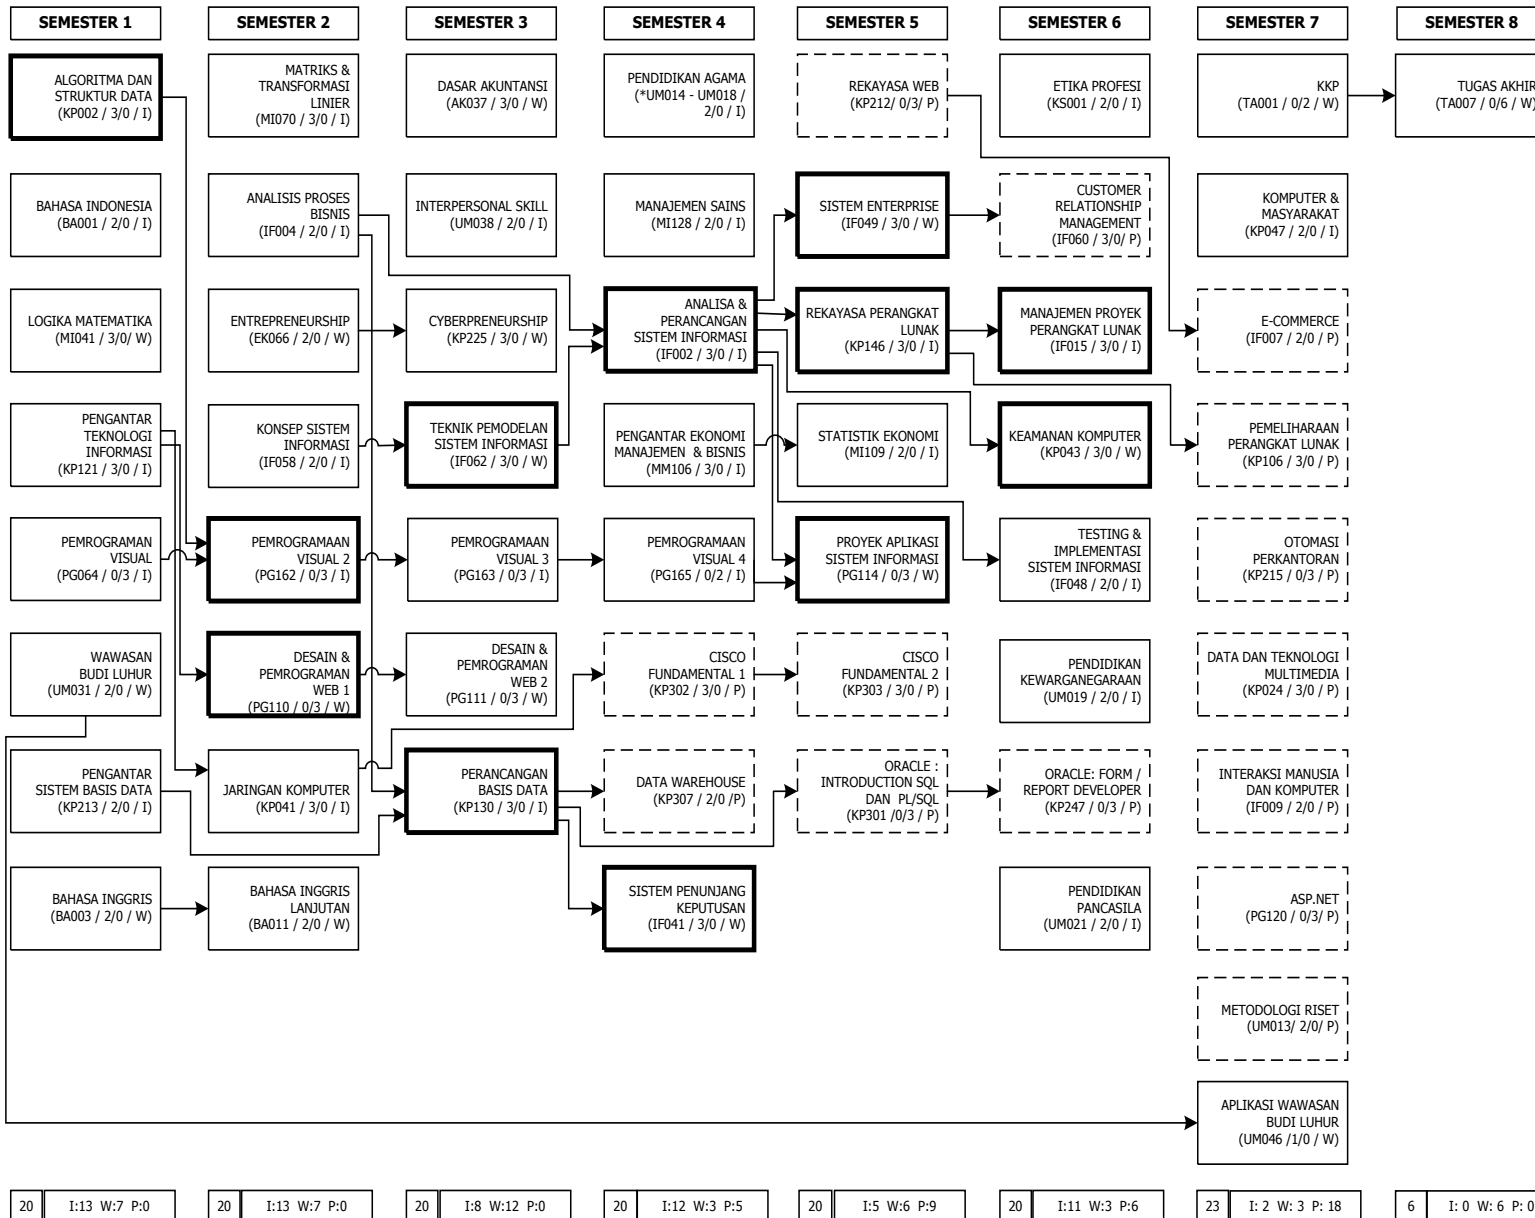 SEMESTER 1
SEMESTER 2
SEMESTER 3
SEMESTER 4
SEMESTER 5
SEMESTER 6
SEMESTER 7
SEMESTER 8
ALGORITMA DAN
STRUKTUR DATA
(KP002 / 3/0 / I)
MATRIKS &
TRANSFORMASI
LINIER
(MI070 / 3/0 / I)
DASAR AKUNTANSI
(AK037 / 3/0 / W)
PENDIDIKAN AGAMA
(*UM014 - UM018 /
2/0 / I)
REKAYASA WEB
(KP212/ 0/3/ P)
ETIKA PROFESI
(KS001 / 2/0 / I)
KKP
(TA001 / 0/2 / W)
TUGAS AKHIR
(TA007 / 0/6 / W)
BAHASA INDONESIA
(BA001 / 2/0 / I)
ANALISIS PROSES
BISNIS
(IF004 / 2/0 / I)
INTERPERSONAL SKILL
(UM038 / 2/0 / I)
MANAJEMEN SAINS
(MI128 / 2/0 / I)
SISTEM ENTERPRISE
(IF049 / 3/0 / W)
CUSTOMER
RELATIONSHIP
MANAGEMENT
(IF060 / 3/0/ P)
KOMPUTER &
MASYARAKAT
(KP047 / 2/0 / I)
LOGIKA MATEMATIKA
(MI041 / 3/0/ W)
ENTREPRENEURSHIP
(EK066 / 2/0 / W)
CYBERPRENEURSHIP
(KP225 / 3/0 / W)
ANALISA &
PERANCANGAN
SISTEM INFORMASI
(IF002 / 3/0 / I)
REKAYASA PERANGKAT
LUNAK
(KP146 / 3/0 / I)
MANAJEMEN PROYEK
PERANGKAT LUNAK
(IF015 / 3/0 / I)
E-COMMERCE
(IF007 / 2/0 / P)
PENGANTAR
TEKNOLOGI
INFORMASI
(KP121 / 3/0 / I)
KONSEP SISTEM
INFORMASI
(IF058 / 2/0 / I)
TEKNIK PEMODELAN
SISTEM INFORMASI
(IF062 / 3/0 / W)
PENGANTAR EKONOMI
MANAJEMEN & BISNIS
(MM106 / 3/0 / I)
STATISTIK EKONOMI
(MI109 / 2/0 / I)
KEAMANAN KOMPUTER
(KP043 / 3/0 / W)
PEMELIHARAAN
PERANGKAT LUNAK
(KP106 / 3/0 / P)
PEMROGRAMAN
VISUAL
(PG064 / 0/3 / I)
PEMROGRAMAAN
VISUAL 2
(PG162 / 0/3 / I)
PEMROGRAMAAN
VISUAL 3
(PG163 / 0/3 / I)
PEMROGRAMAAN
VISUAL 4
(PG165 / 0/2 / I)
PROYEK APLIKASI
SISTEM INFORMASI
(PG114 / 0/3 / W)
TESTING &
IMPLEMENTASI
SISTEM INFORMASI
(IF048 / 2/0 / I)
OTOMASI
PERKANTORAN
(KP215 / 0/3 / P)
WAWASAN
BUDI LUHUR
(UM031 / 2/0 / W)
DESAIN &
PEMROGRAMAN
WEB 1
(PG110 / 0/3 / W)
DESAIN &
PEMROGRAMAN
WEB 2
(PG111 / 0/3 / W)
CISCO
FUNDAMENTAL 1
(KP302 / 3/0 / P)
CISCO
FUNDAMENTAL 2
(KP303 / 3/0 / P)
PENDIDIKAN
KEWARGANEGARAAN
(UM019 / 2/0 / I)
DATA DAN TEKNOLOGI
MULTIMEDIA
(KP024 / 3/0 / P)
PENGANTAR
SISTEM BASIS DATA
(KP213 / 2/0 / I)
JARINGAN KOMPUTER
(KP041 / 3/0 / I)
PERANCANGAN
BASIS DATA
(KP130 / 3/0 / I)
DATA WAREHOUSE
(KP307 / 2/0 /P)
ORACLE :
INTRODUCTION SQL
DAN PL/SQL
(KP301 /0/3 / P)
ORACLE: FORM /
REPORT DEVELOPER
(KP247 / 0/3 / P)
INTERAKSI MANUSIA
DAN KOMPUTER
(IF009 / 2/0 / P)
BAHASA INGGRIS
(BA003 / 2/0 / W)
BAHASA INGGRIS
LANJUTAN
(BA011 / 2/0 / W)
SISTEM PENUNJANG
KEPUTUSAN
(IF041 / 3/0 / W)
PENDIDIKAN
PANCASILA
(UM021 / 2/0 / I)
ASP.NET
(PG120 / 0/3/ P)
METODOLOGI RISET
(UM013/ 2/0/ P)
APLIKASI WAWASAN
BUDI LUHUR
(UM046 /1/0 / W)
20 I:13 W:7 P:0
20 I:13 W:7 P:0
20 I:8 W:12 P:0
20 I:12 W:3 P:5
20 I:5 W:6 P:9
20 I:11 W:3 P:6
23 I: 2 W: 3 P: 18
6 I: 0 W: 6 P: 0